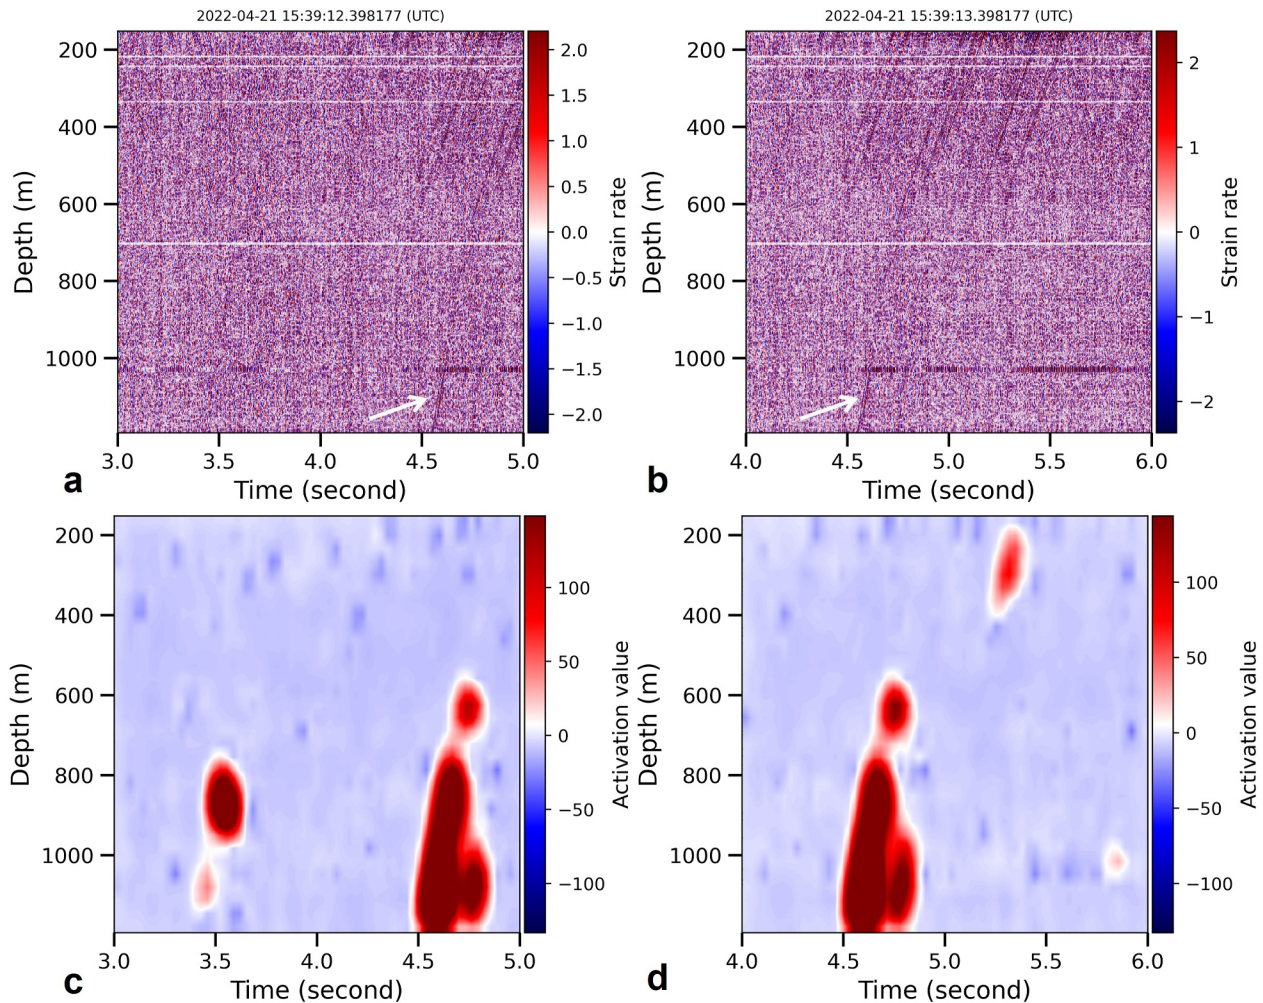 2022-04-21 15:39:12.398177 (UTC)
200
400
600
800
1000
Depth (m)
3.0 3.5 4.0 4.5 5.0
Time (second)
2.0
1.5
1.0
0.5
0.0
−0.5
−1.0
−1.5
−2.0
Strain rate
a
2022-04-21 15:39:13.398177 (UTC)
200
400
600
800
1000
Depth (m)
4.0 4.5 5.0 5.5 6.0
Time (second)
2
1
0
−1
−2
Strain rate
b
200
400
600
800
1000
Depth (m)
3.0 3.5 4.0 4.5 5.0
Time (second)
100
50
0
−50
−100
Activation value
c
200
400
600
800
1000
Depth (m)
4.0 4.5 5.0 5.5 6.0
Time (second)
100
50
0
−50
−100
Activation value
d